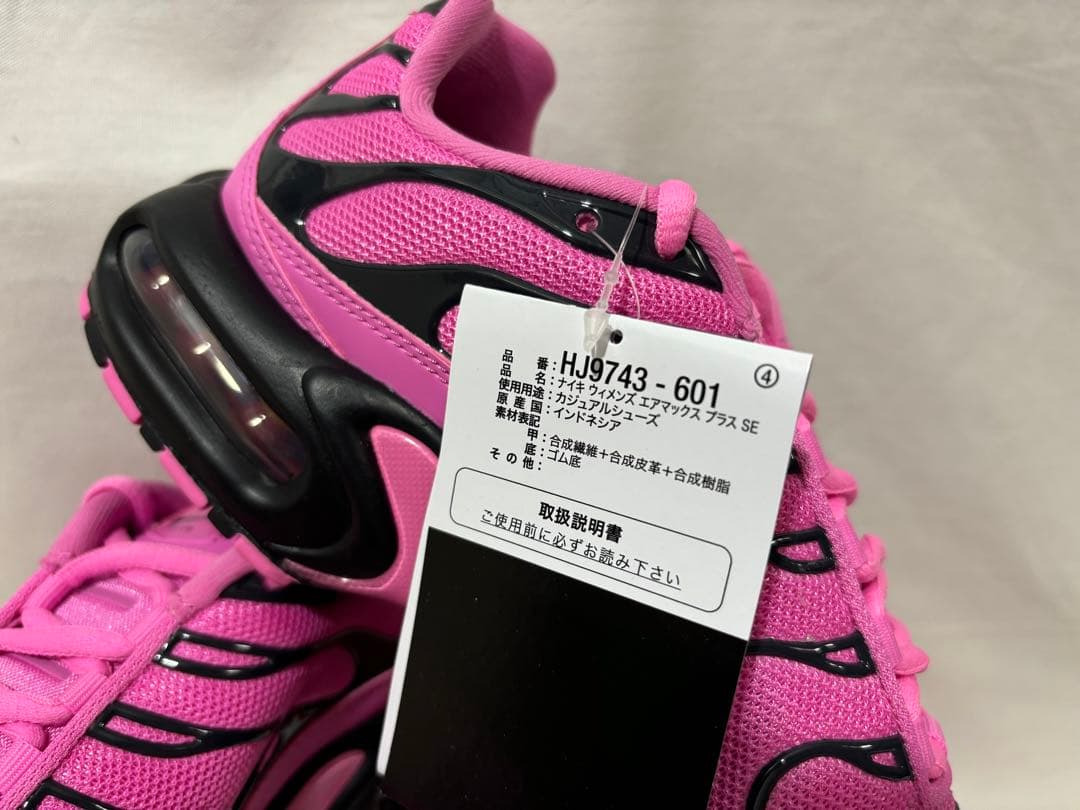 品番：HJ9743 - 601 ④
品名：ナイキ ウィメンズ エアマックス プラス SE
使用用途：カジュアルシューズ
原産国：インドネシア
素材表記
甲：合成繊維＋合成皮革＋合成樹脂
底：ゴム底
その他：
取扱説明書
ご使用前に必ずお読み下さい